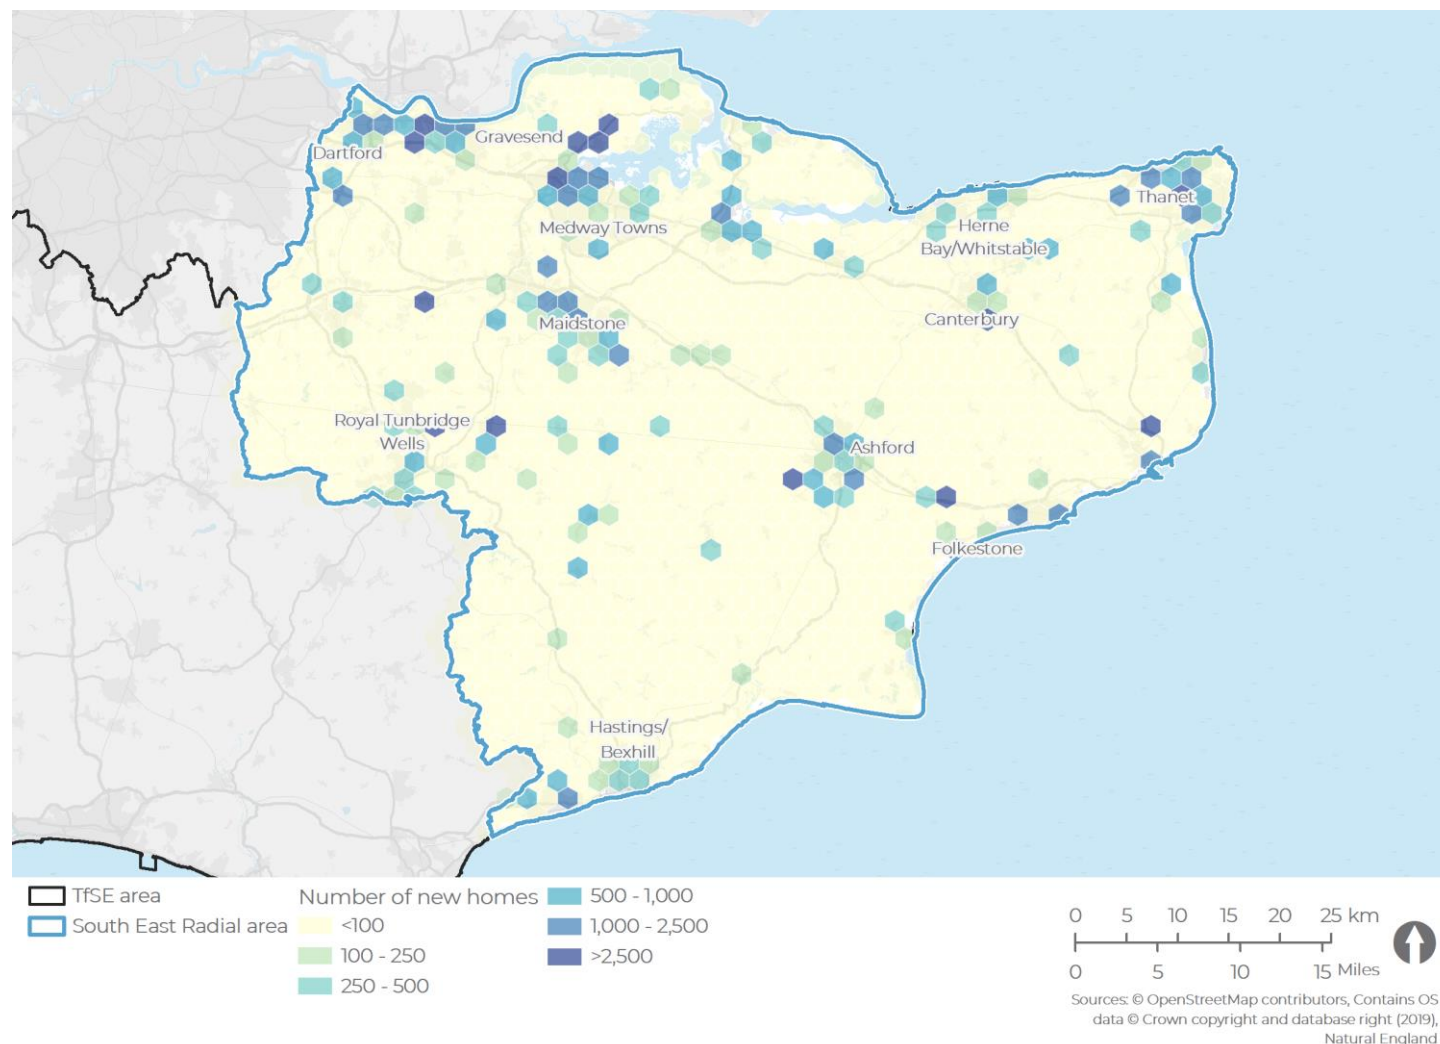 Gravesend
Dartford
Thanet
Medway Towns
Herne
Bay/Whitstable
Canterbury
Maidstone
Royal Tunbridge
Wells
Ashford
Folkestone
Hastings/
Bexhill
TfSE area
South East Radial area
Number of new homes
<100
100 - 250
250 - 500
500 - 1,000
1,000 - 2,500
>2,500
0 5 10 15 20 25 km
0 5 10 15 Miles
Sources: © OpenStreetMap contributors, Contains OS
data © Crown copyright and database right (2019),
Natural England